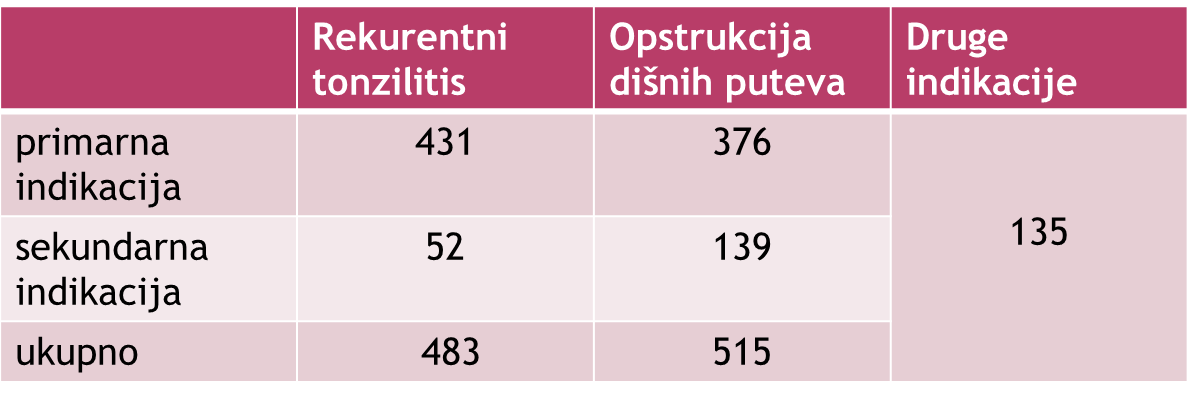 Rekurentni
tonzilitis
Opstrukcija
dišnih puteva
Druge
indikacije
primarna
indikacija
431
376
135
sekundarna
indikacija
52
139
ukupno
483
515